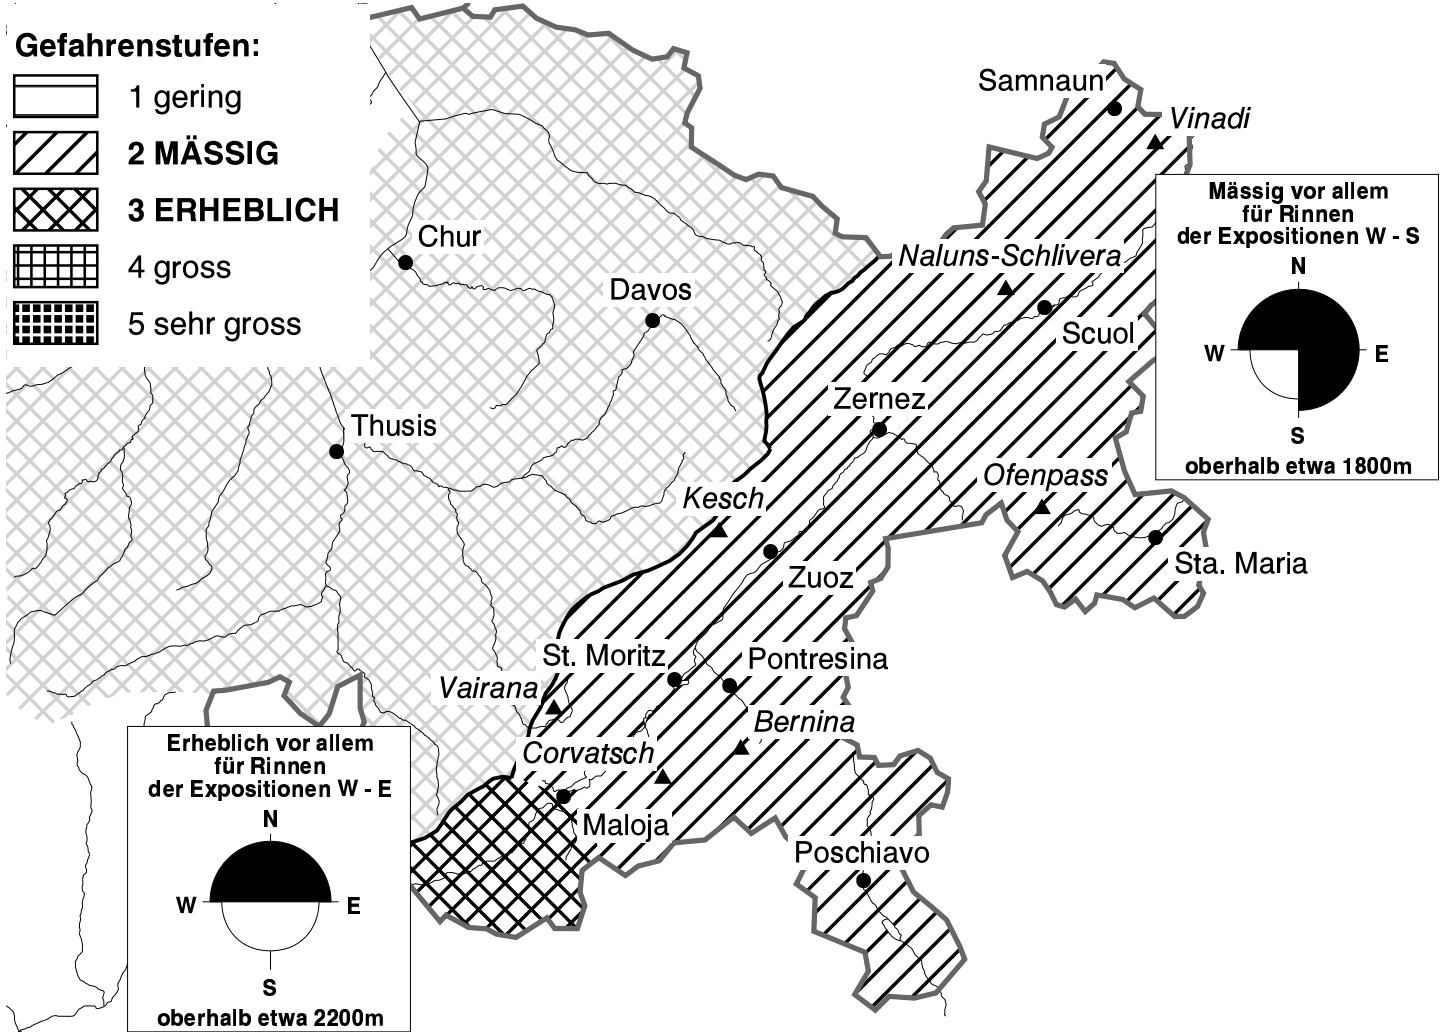 Gefahrenstufen:
1 gering
2 MÄSSIG
3 ERHEBLICH
4 gross
5 sehr gross
Samnaun
Vinadi
Mässig vor allem
für Rinnen
der Expositionen W - S
N
W
E
S
oberhalb etwa 1800m
Chur
Naluns-Schlivera
Davos
Scuol
Zernez
Thusis
Ofenpass
Kesch
Sta. Maria
Zuoz
St. Moritz
Pontresina
Vairana
Bernina
Corvatsch
Maloja
Poschiavo
Erheblich vor allem
für Rinnen
der Expositionen W - E
N
W
E
S
oberhalb etwa 2200m